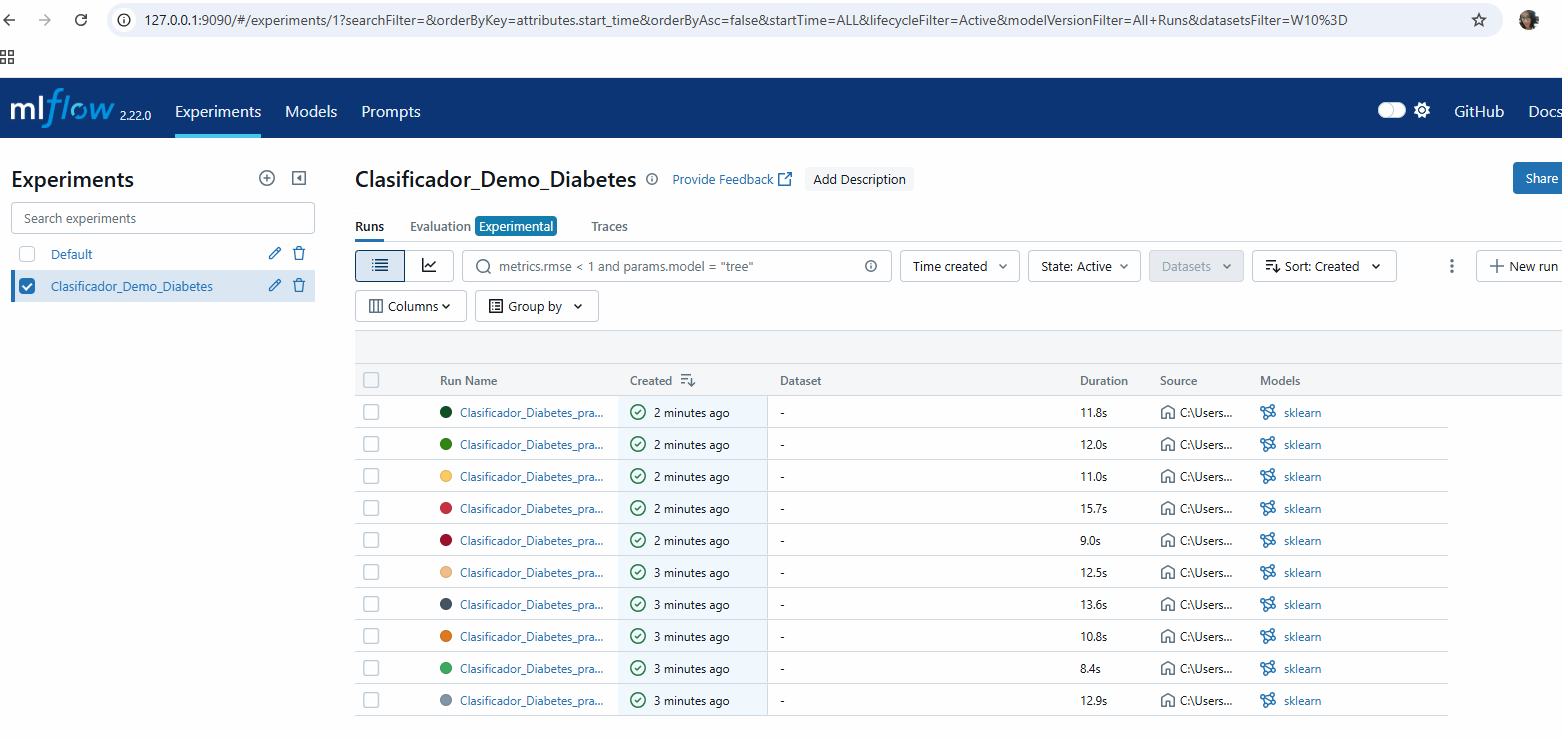 127.0.0.1:9090/#/experiments/1?searchFilter=&orderByKey=attributes.start_time&orderByAsc=false&startTime=ALL&lifecycleFilter=Active&modelVersionFilter=All+Runs&datasetsFilter=W10%3D
mlflow 2.22.0 Experiments Models Prompts GitHub Docs
Experiments
Search experiments
Default
Clasificador_Demo_Diabetes
Clasificador_Demo_Diabetes Provide Feedback Add Description Share
Runs Evaluation Experimental Traces
metrics.rmse < 1 and params.model = "tree" Time created State: Active Datasets Sort: Created New run
Columns Group by
Run Name Created Dataset Duration Source Models
Clasificador_Diabetes_pra... 2 minutes ago - 11.8s C:\Users... sklearn
Clasificador_Diabetes_pra... 2 minutes ago - 12.0s C:\Users... sklearn
Clasificador_Diabetes_pra... 2 minutes ago - 11.0s C:\Users... sklearn
Clasificador_Diabetes_pra... 2 minutes ago - 15.7s C:\Users... sklearn
Clasificador_Diabetes_pra... 2 minutes ago - 9.0s C:\Users... sklearn
Clasificador_Diabetes_pra... 3 minutes ago - 12.5s C:\Users... sklearn
Clasificador_Diabetes_pra... 3 minutes ago - 13.6s C:\Users... sklearn
Clasificador_Diabetes_pra... 3 minutes ago - 10.8s C:\Users... sklearn
Clasificador_Diabetes_pra... 3 minutes ago - 8.4s C:\Users... sklearn
Clasificador_Diabetes_pra... 3 minutes ago - 12.9s C:\Users... sklearn